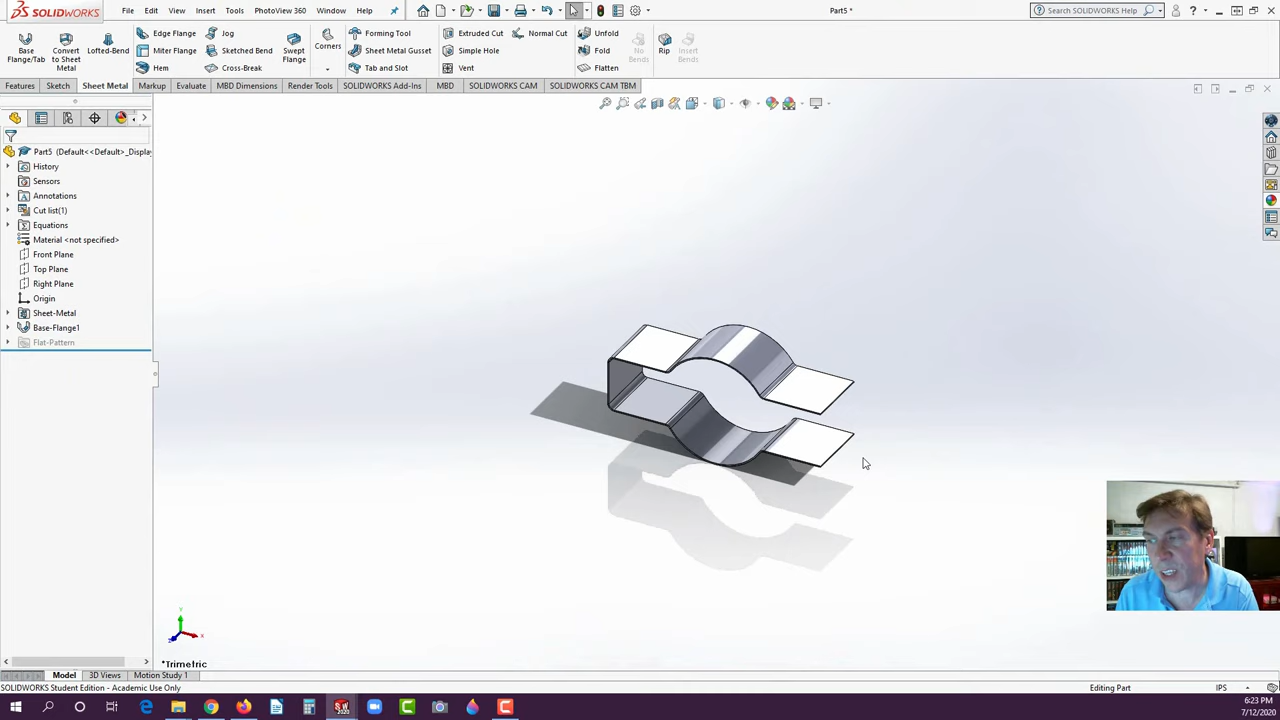 SOLIDWORKS File Edit View Insert Tools PhotoView 360 Window Part5 * Search SOLIDWORKS Help
Base Flange/Tab
Convert to Sheet Metal
Lofted-Bend
Edge Flange
Miter Flange
Hem
Jog
Sketched Bend
Cross-Break
Swept Flange
Corners
Forming Tool
Sheet Metal Gusset
Tab and Slot
Extruded Cut
Simple Hole
Vent
Normal Cut
Unfold
Fold
Flatten
No Bends
Rip
Insert Bends
Features Sketch Sheet Metal Markup Evaluate MBD Dimensions Render Tools SOLIDWORKS Add-Ins MBD SOLIDWORKS CAM SOLIDWORKS CAM TBM
Part5 (Default<<Default>_Displa
History
Sensors
Annotations
Cut list(1)
Equations
Material <not specified>
Front Plane
Top Plane
Right Plane
Origin
Sheet-Metal
Base-Flange1
Flat-Pattern
Y
X
Z
*Trimetric
Model 3D Views Motion Study 1
SOLIDWORKS Student Edition - Academic Use Only Editing Part IPS
6:23 PM
7/12/2020